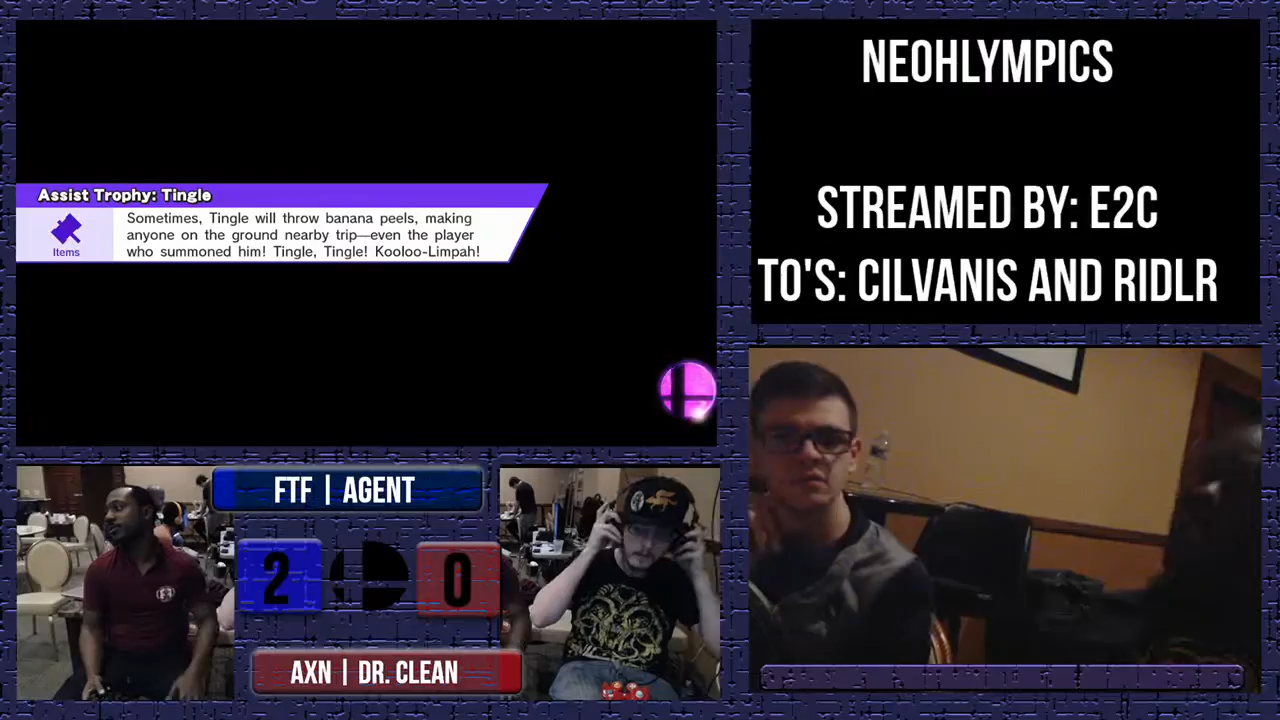 NEOHLYMPICS
STREAMED BY: E2C
TO'S: CILVANIS AND RIDLR
Assist Trophy: Tingle
Items
Sometimes, Tingle will throw banana peels, making
anyone on the ground nearby trip—even the player
who summoned him! Tingle, Tingle! Kooloo-Limpah!
FTF | AGENT
2
0
AXN | DR. CLEAN